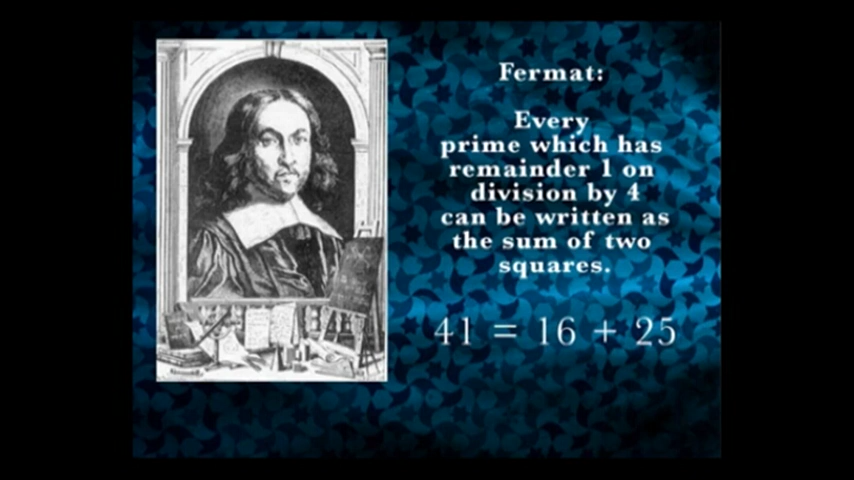 Fermat:
Every
prime which has
remainder 1 on
division by 4
can be written as
the sum of two
squares.
41 = 16 + 25